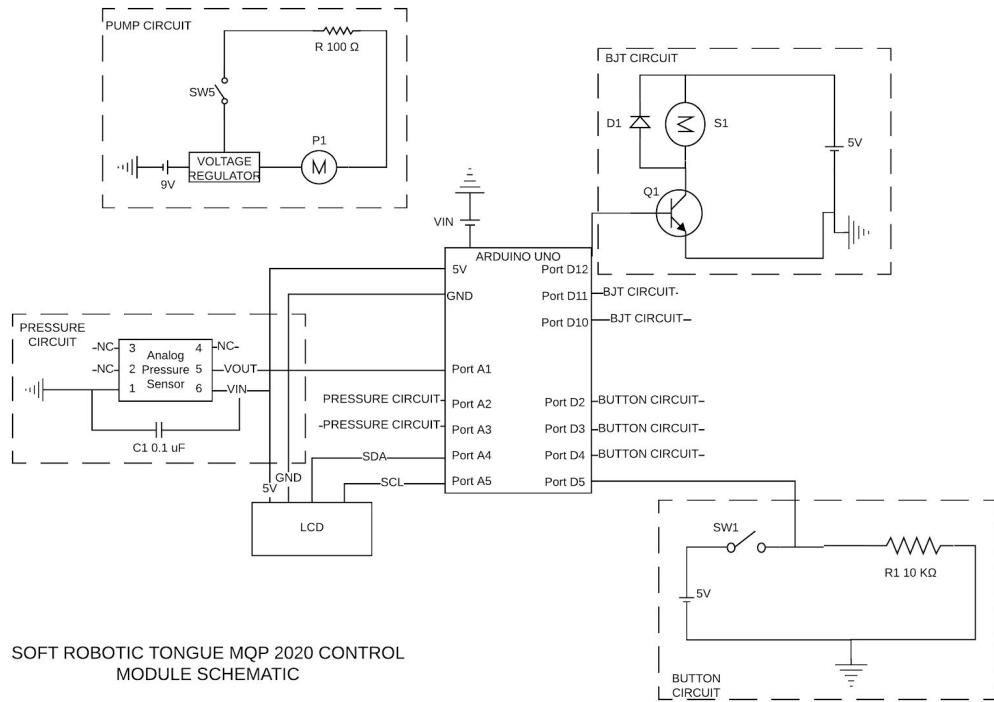 PUMP CIRCUIT
R 100 Ω
SW5
P1
VOLTAGE
REGULATOR
M
9V
BJT CIRCUIT
D1
M
S1
5V
Q1
VIN
ARDUINO UNO
5V
Port D12
GND
Port D11
BJT CIRCUIT
Port D10
BJT CIRCUIT
PRESSURE
CIRCUIT
NC
3
4
NC
Analog
Pressure
Sensor
NC
2
5
VOUT
1
6
VIN
C1 0.1 uF
Port A1
PRESSURE CIRCUIT
Port A2
Port D2
BUTTON CIRCUIT
PRESSURE CIRCUIT
Port A3
Port D3
BUTTON CIRCUIT
SDA
Port A4
Port D4
BUTTON CIRCUIT
SCL
Port A5
Port D5
5V
GND
LCD
SW1
R1 10 KΩ
5V
BUTTON
CIRCUIT
SOFT ROBOTIC TONGUE MQP 2020 CONTROL
MODULE SCHEMATIC